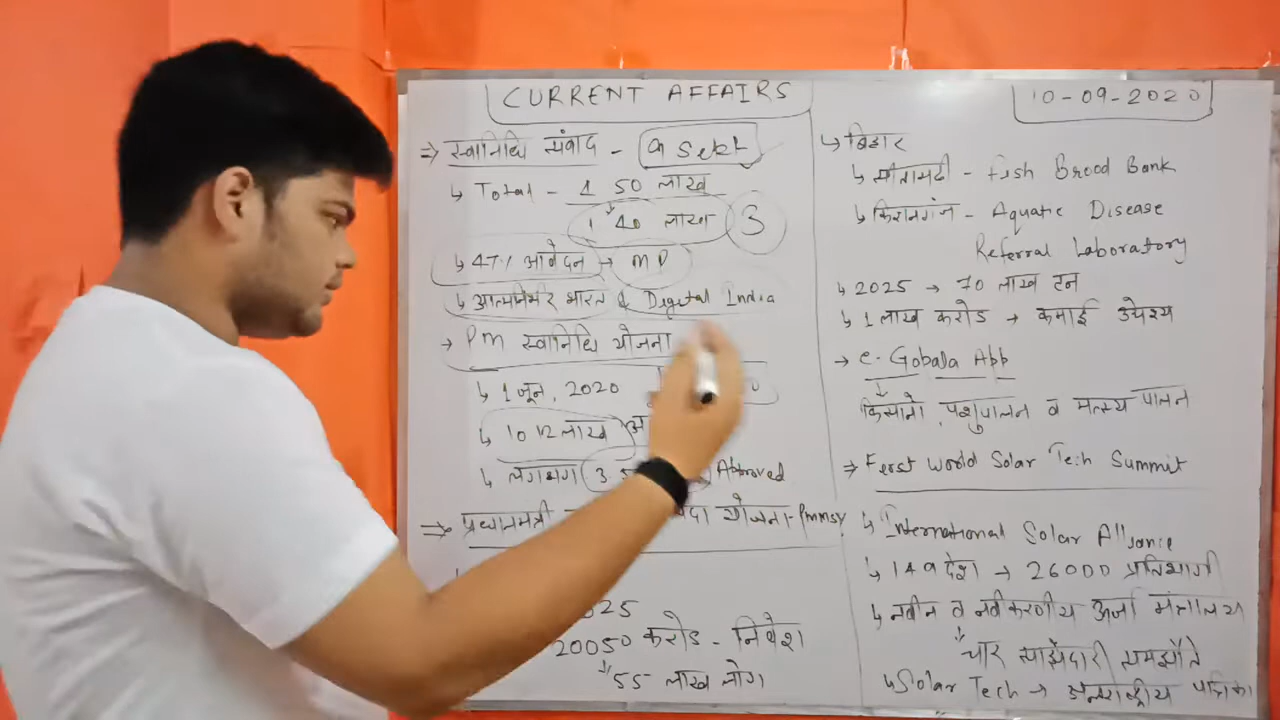 CURRENT AFFAIRS
⇒ स्वानिधि संवाद - 9 Sept
↳ Total - 1 50 लाख
1 40 लाख 3
↳ 47% आवेदन → MP
↳ आत्मनिर्भर भारत & Digital India
→ PM स्वानिधि योजना
↳ 1 जून, 2020
↳ 10 12 लाख
↳ लगभग 3 Approved
⇒ प्रधानमंत्री योजना - PMMSY
025
20050 करोड - निवेश
55 लाख लोग
10-09-2020
↳ बिहार
↳ सीतामढी - Fish Brood Bank
↳ किशनगंज - Aquatic Disease
Referral Laboratory
↳ 2025 → 70 लाख टन
↳ 1 लाख करोड → कमाई उद्येश्य
→ e-Gobala App
किसानो, पशुपालन व मत्स्य पालन
⇒ First World Solar Tech Summit
↳ International Solar Alliance
↳ 149 देश → 26000 प्रतिभागी
↳ नवीन व नवीकरणीय ऊर्जा मंत्रालय
चार साझेदारी समझौते
↳ Solar Tech → अन्तराष्ट्रीय पत्रिका